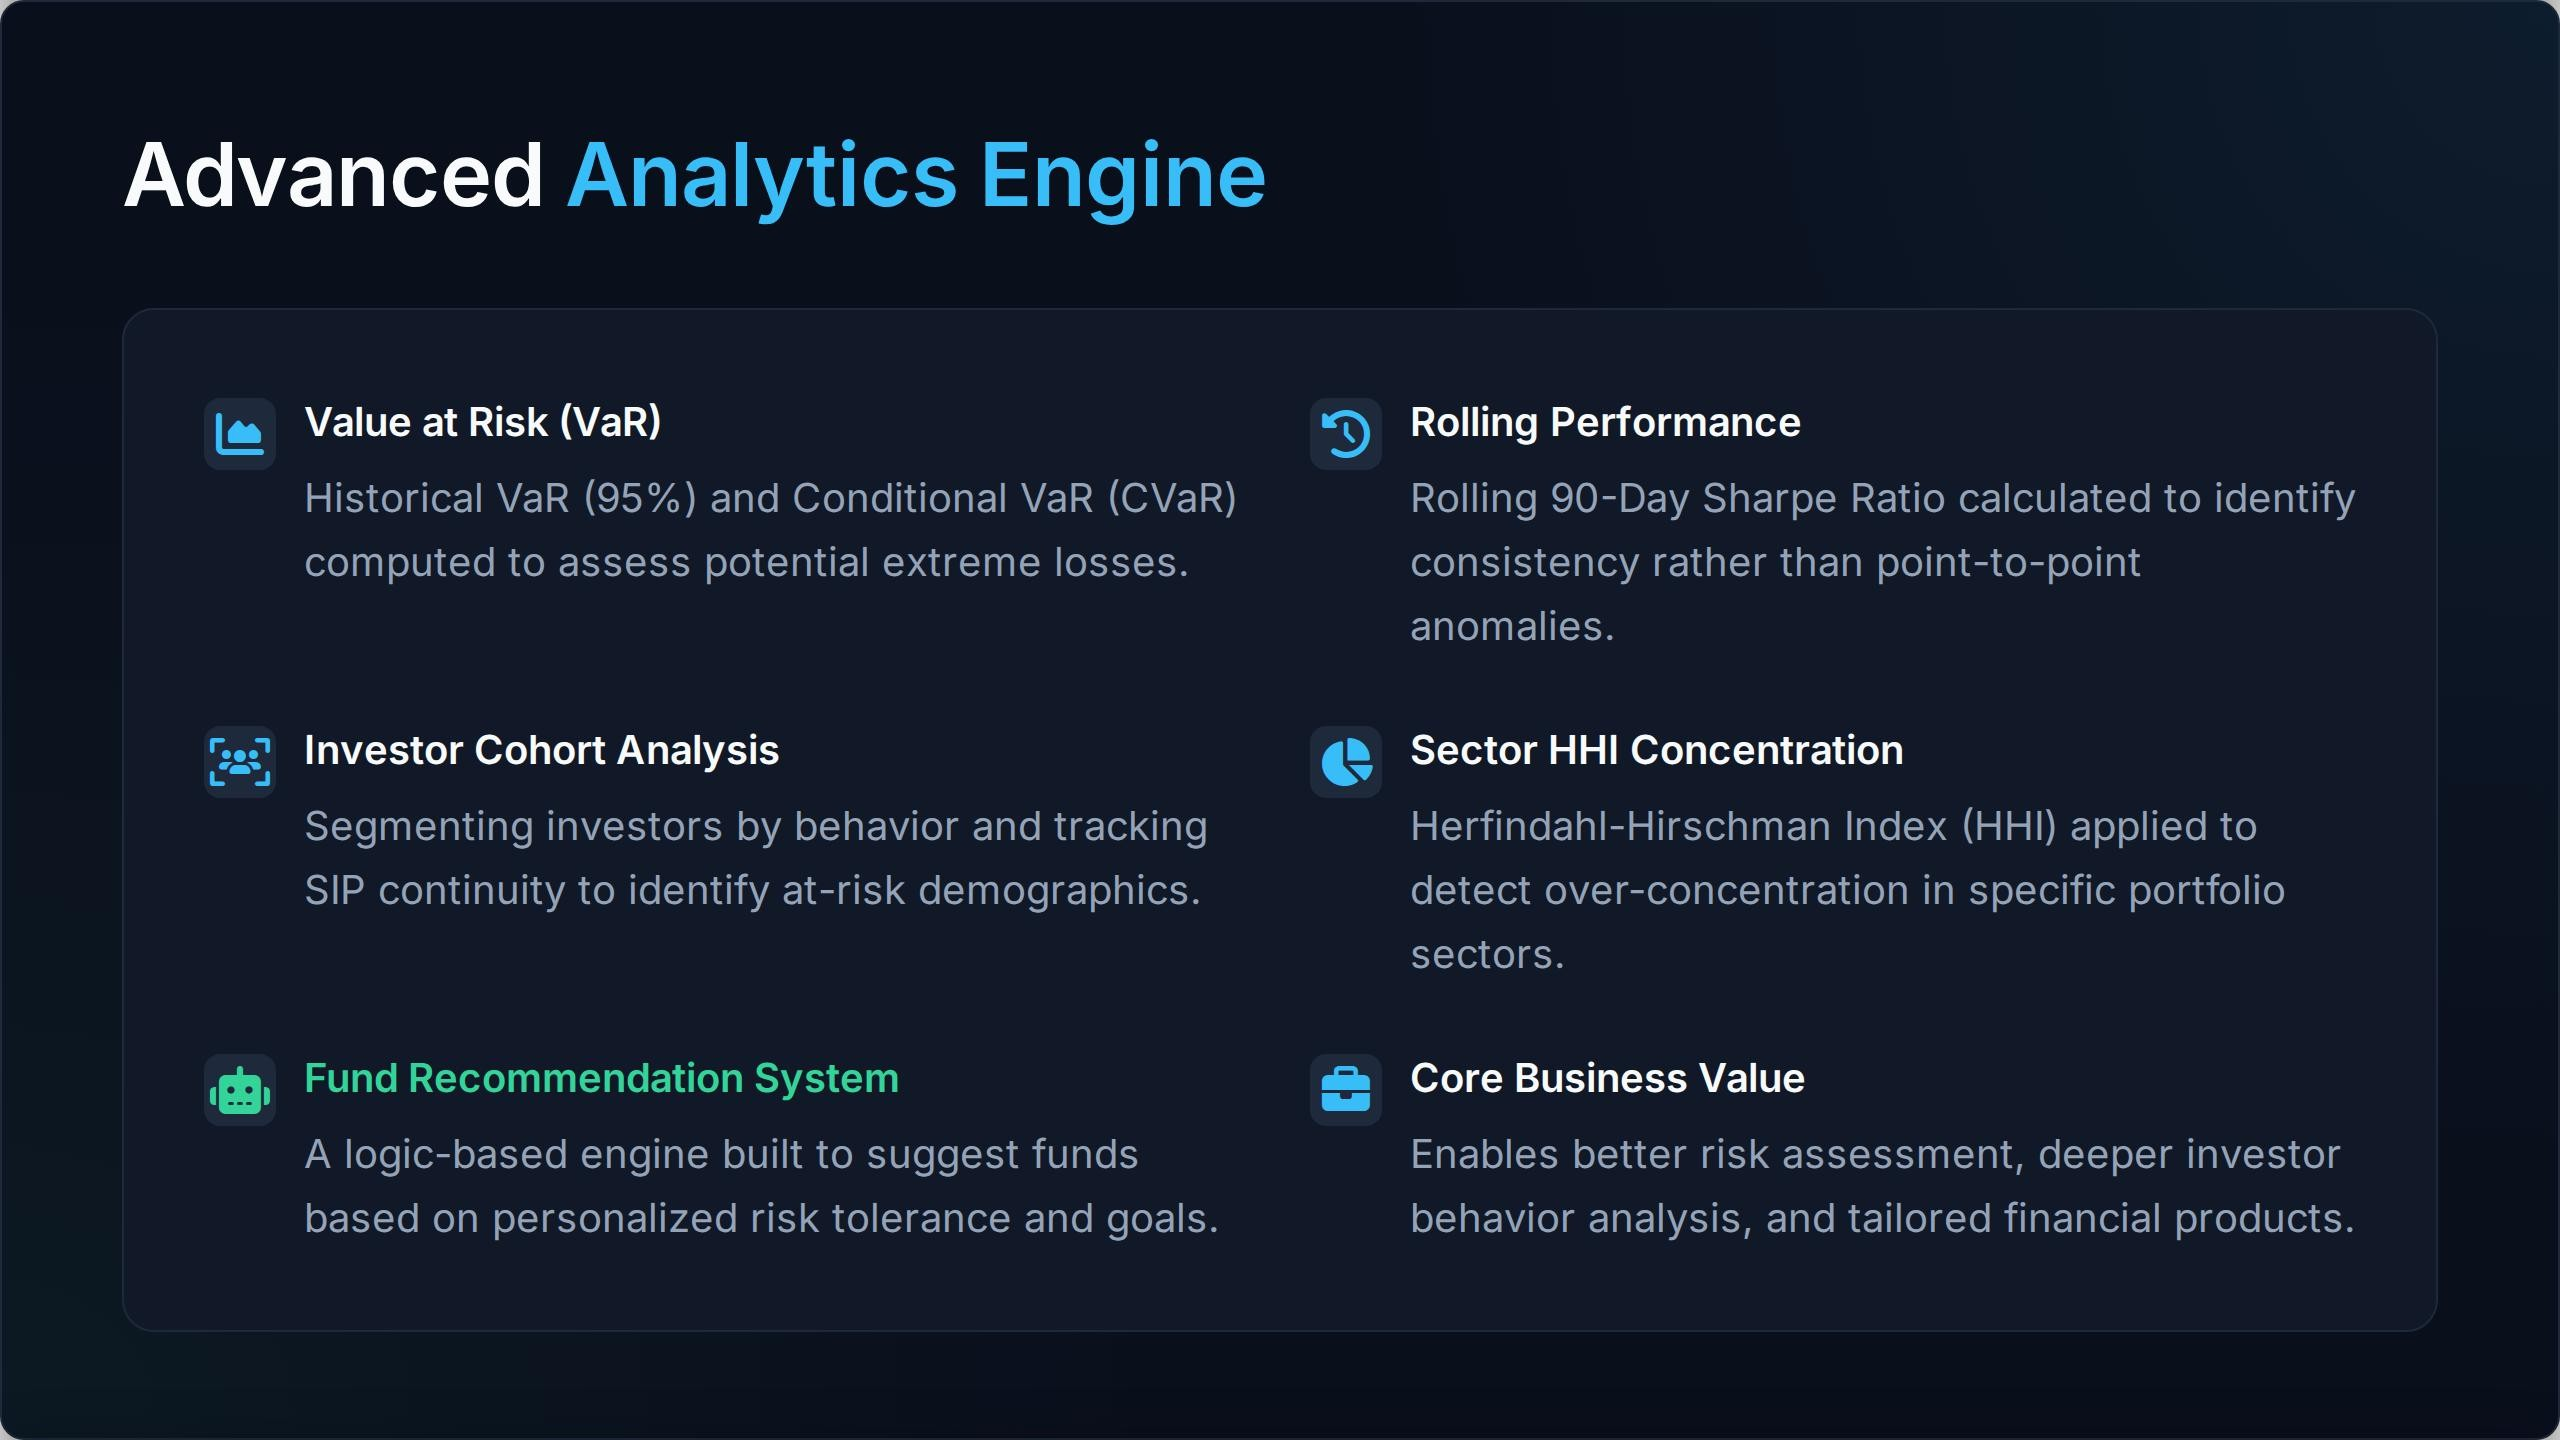 Advanced Analytics Engine
Value at Risk (VaR)
Historical VaR (95%) and Conditional VaR (CVaR)
computed to assess potential extreme losses.
Rolling Performance
Rolling 90-Day Sharpe Ratio calculated to identify
consistency rather than point-to-point
anomalies.
Investor Cohort Analysis
Segmenting investors by behavior and tracking
SIP continuity to identify at-risk demographics.
Sector HHI Concentration
Herfindahl-Hirschman Index (HHI) applied to
detect over-concentration in specific portfolio
sectors.
Fund Recommendation System
A logic-based engine built to suggest funds
based on personalized risk tolerance and goals.
Core Business Value
Enables better risk assessment, deeper investor
behavior analysis, and tailored financial products.